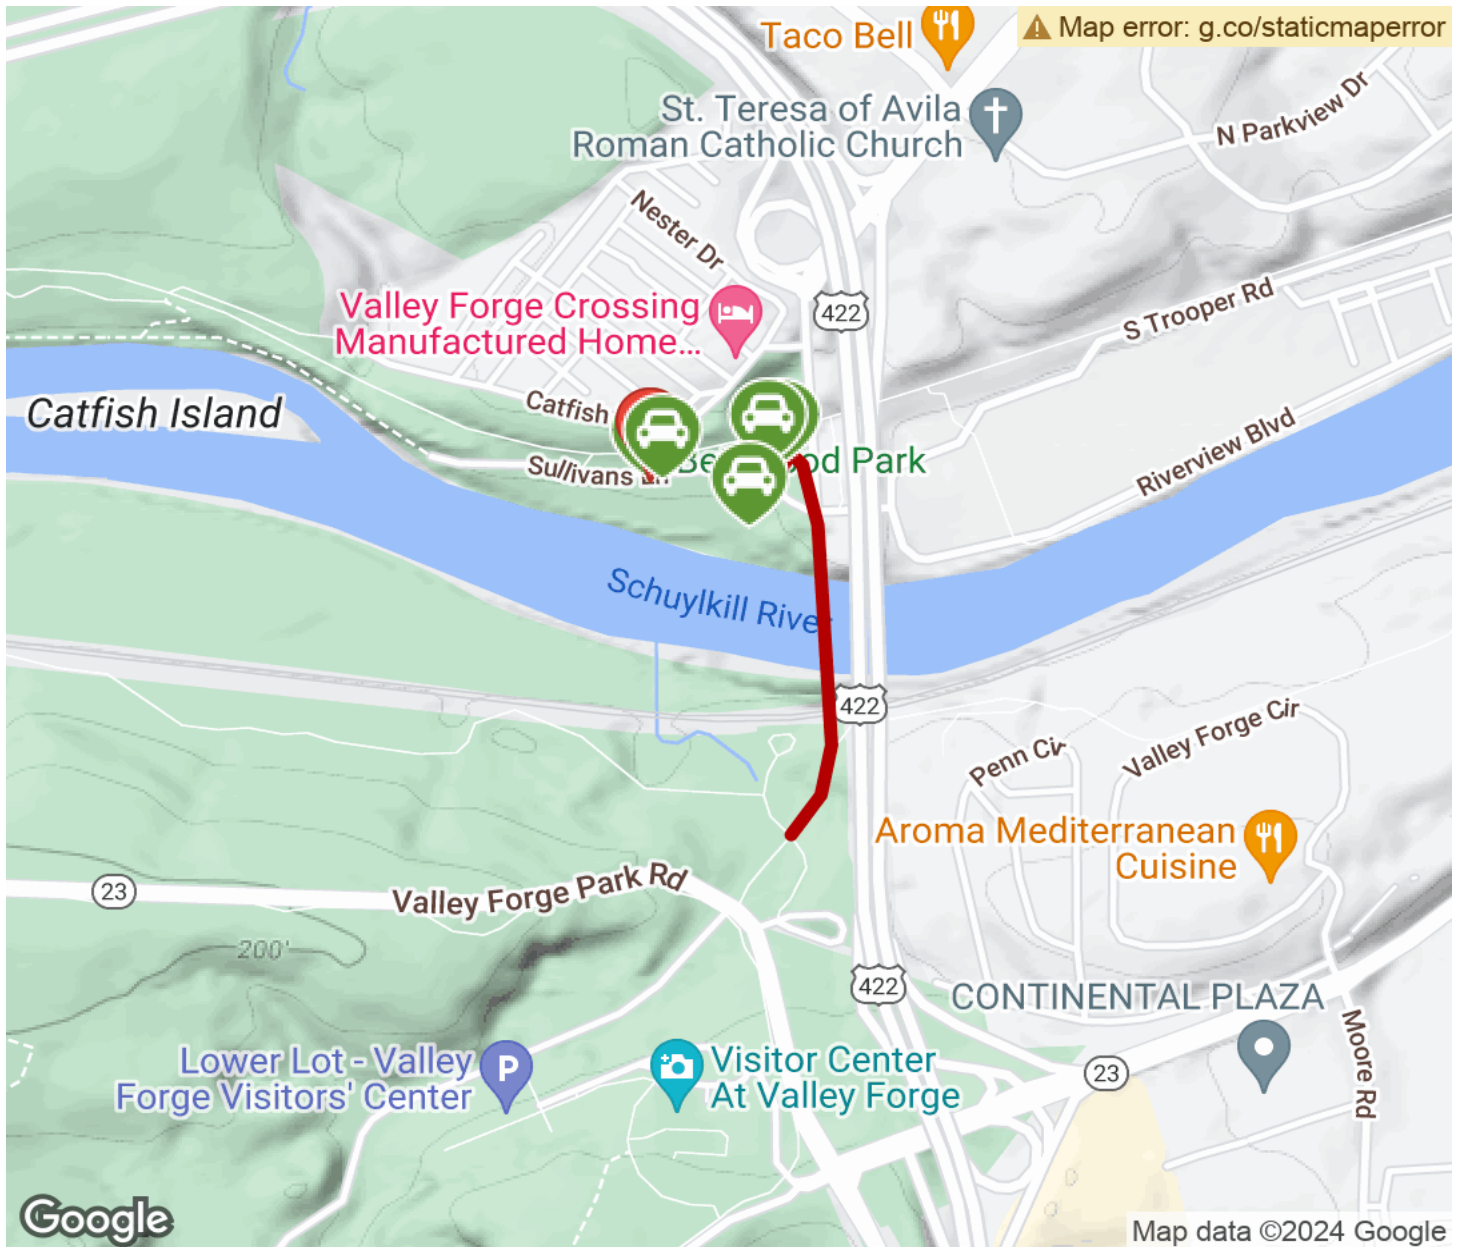 Taco Bell
Map error: g.co/staticmaperror
St. Teresa of Avila
Roman Catholic Church
N Parkview Dr
Nester Dr
422
S Trooper Rd
Valley Forge Crossing
Manufactured Home...
Catfish Island
Catfish
Sullivans Ln
Park
Riverview Blvd
Schuylkill River
422
Penn Cir
Valley Forge Cir
Aroma Mediterranean
Cuisine
23
Valley Forge Park Rd
200'
422
CONTINENTAL PLAZA
Moore Rd
Lower Lot - Valley
Forge Visitors' Center
P
Visitor Center
At Valley Forge
23
Google
Map data ©2024 Google